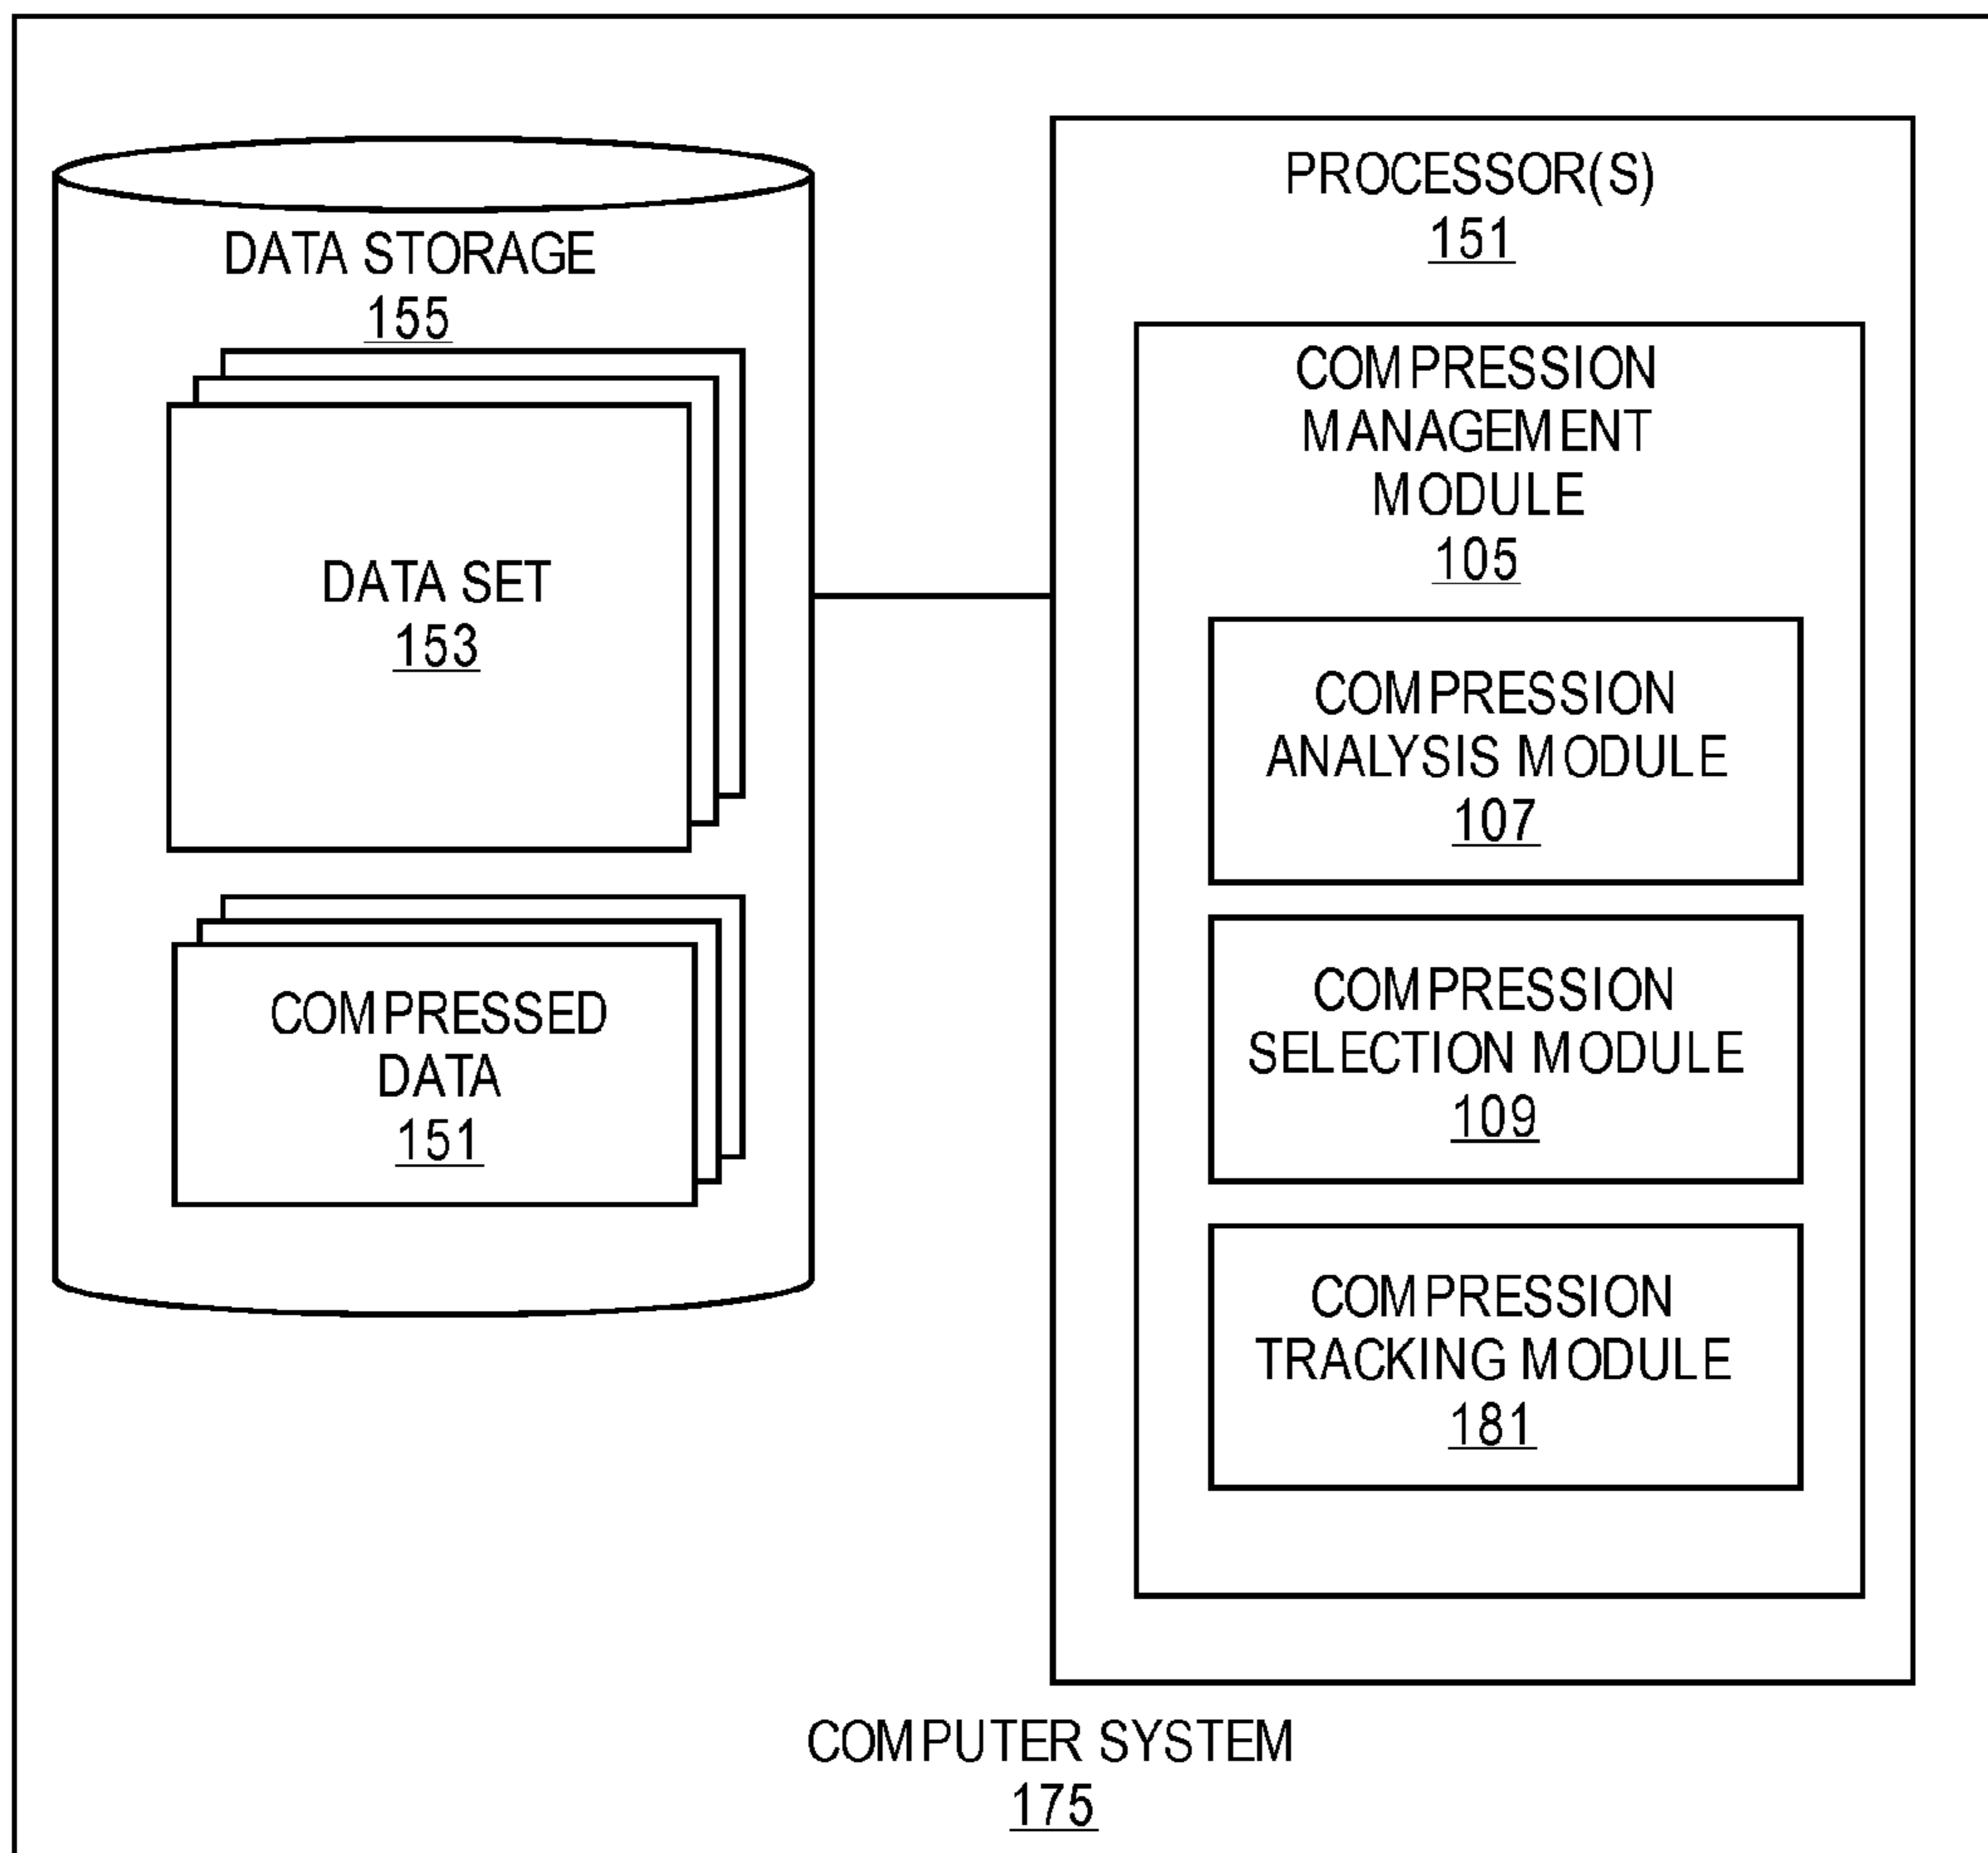 DATA STORAGE
155
DATA SET
153
COMPRESSED
DATA
151
PROCESSOR(S)
151
COMPRESSION
MANAGEMENT
MODULE
105
COMPRESSION
ANALYSIS MODULE
107
COMPRESSION
SELECTION MODULE
109
COMPRESSION
TRACKING MODULE
181
COMPUTER SYSTEM
175